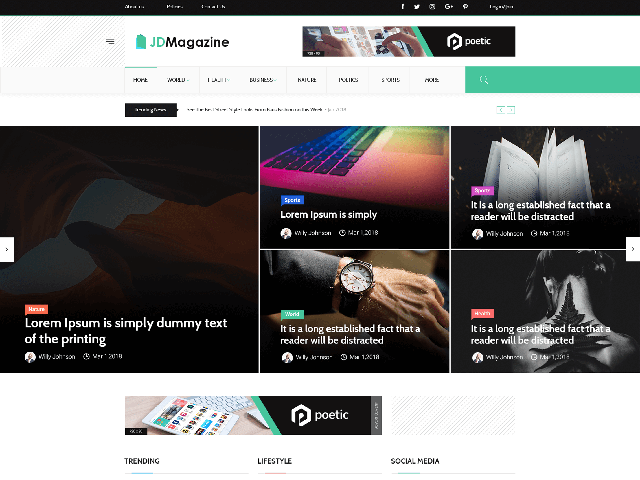 About us
Contact Us
JDMagazine
poetic
HOME
WORLD
HEALTH
BUSINESS
NATURE
POLITICS
SPORTS
MORE
Trending News
Nature
Lorem Ipsum is simply dummy text
of the printing
Willy Johnson
Mar 1, 2018
Sports
Lorem Ipsum is simply
Willy Johnson
Mar 1, 2018
Sports
It is a long established fact that a
reader will be distracted
Willy Johnson
Mar 1, 2018
World
It is a long established fact that a
reader will be distracted
Willy Johnson
Mar 1, 2018
Health
It is a long established fact that a
reader will be distracted
Willy Johnson
Mar 1, 2018
poetic
TRENDING
LIFESTYLE
SOCIAL MEDIA